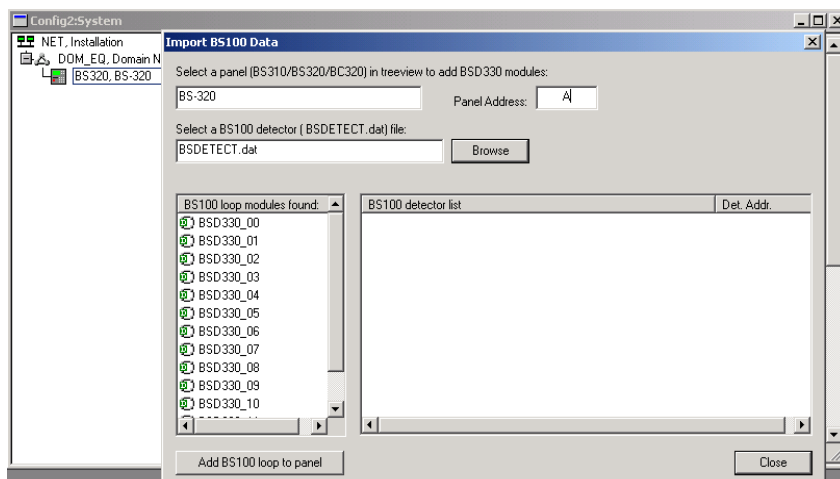 Config2:System
NET, Installation
DOM_EQ, Domain N
BS320, BS-320
Import BS100 Data
Select a panel (BS310/BS320/BC320) in treeview to add BSD330 modules:
BS-320
Panel Address: A
Select a BS100 detector ( BSDETECT.dat) file:
BSDETECT.dat
Browse
BS100 loop modules found:
BSD330_00
BSD330_01
BSD330_02
BSD330_03
BSD330_04
BSD330_05
BSD330_06
BSD330_07
BSD330_08
BSD330_09
BSD330_10
BS100 detector list
Det. Addr.
Add BS100 loop to panel
Close